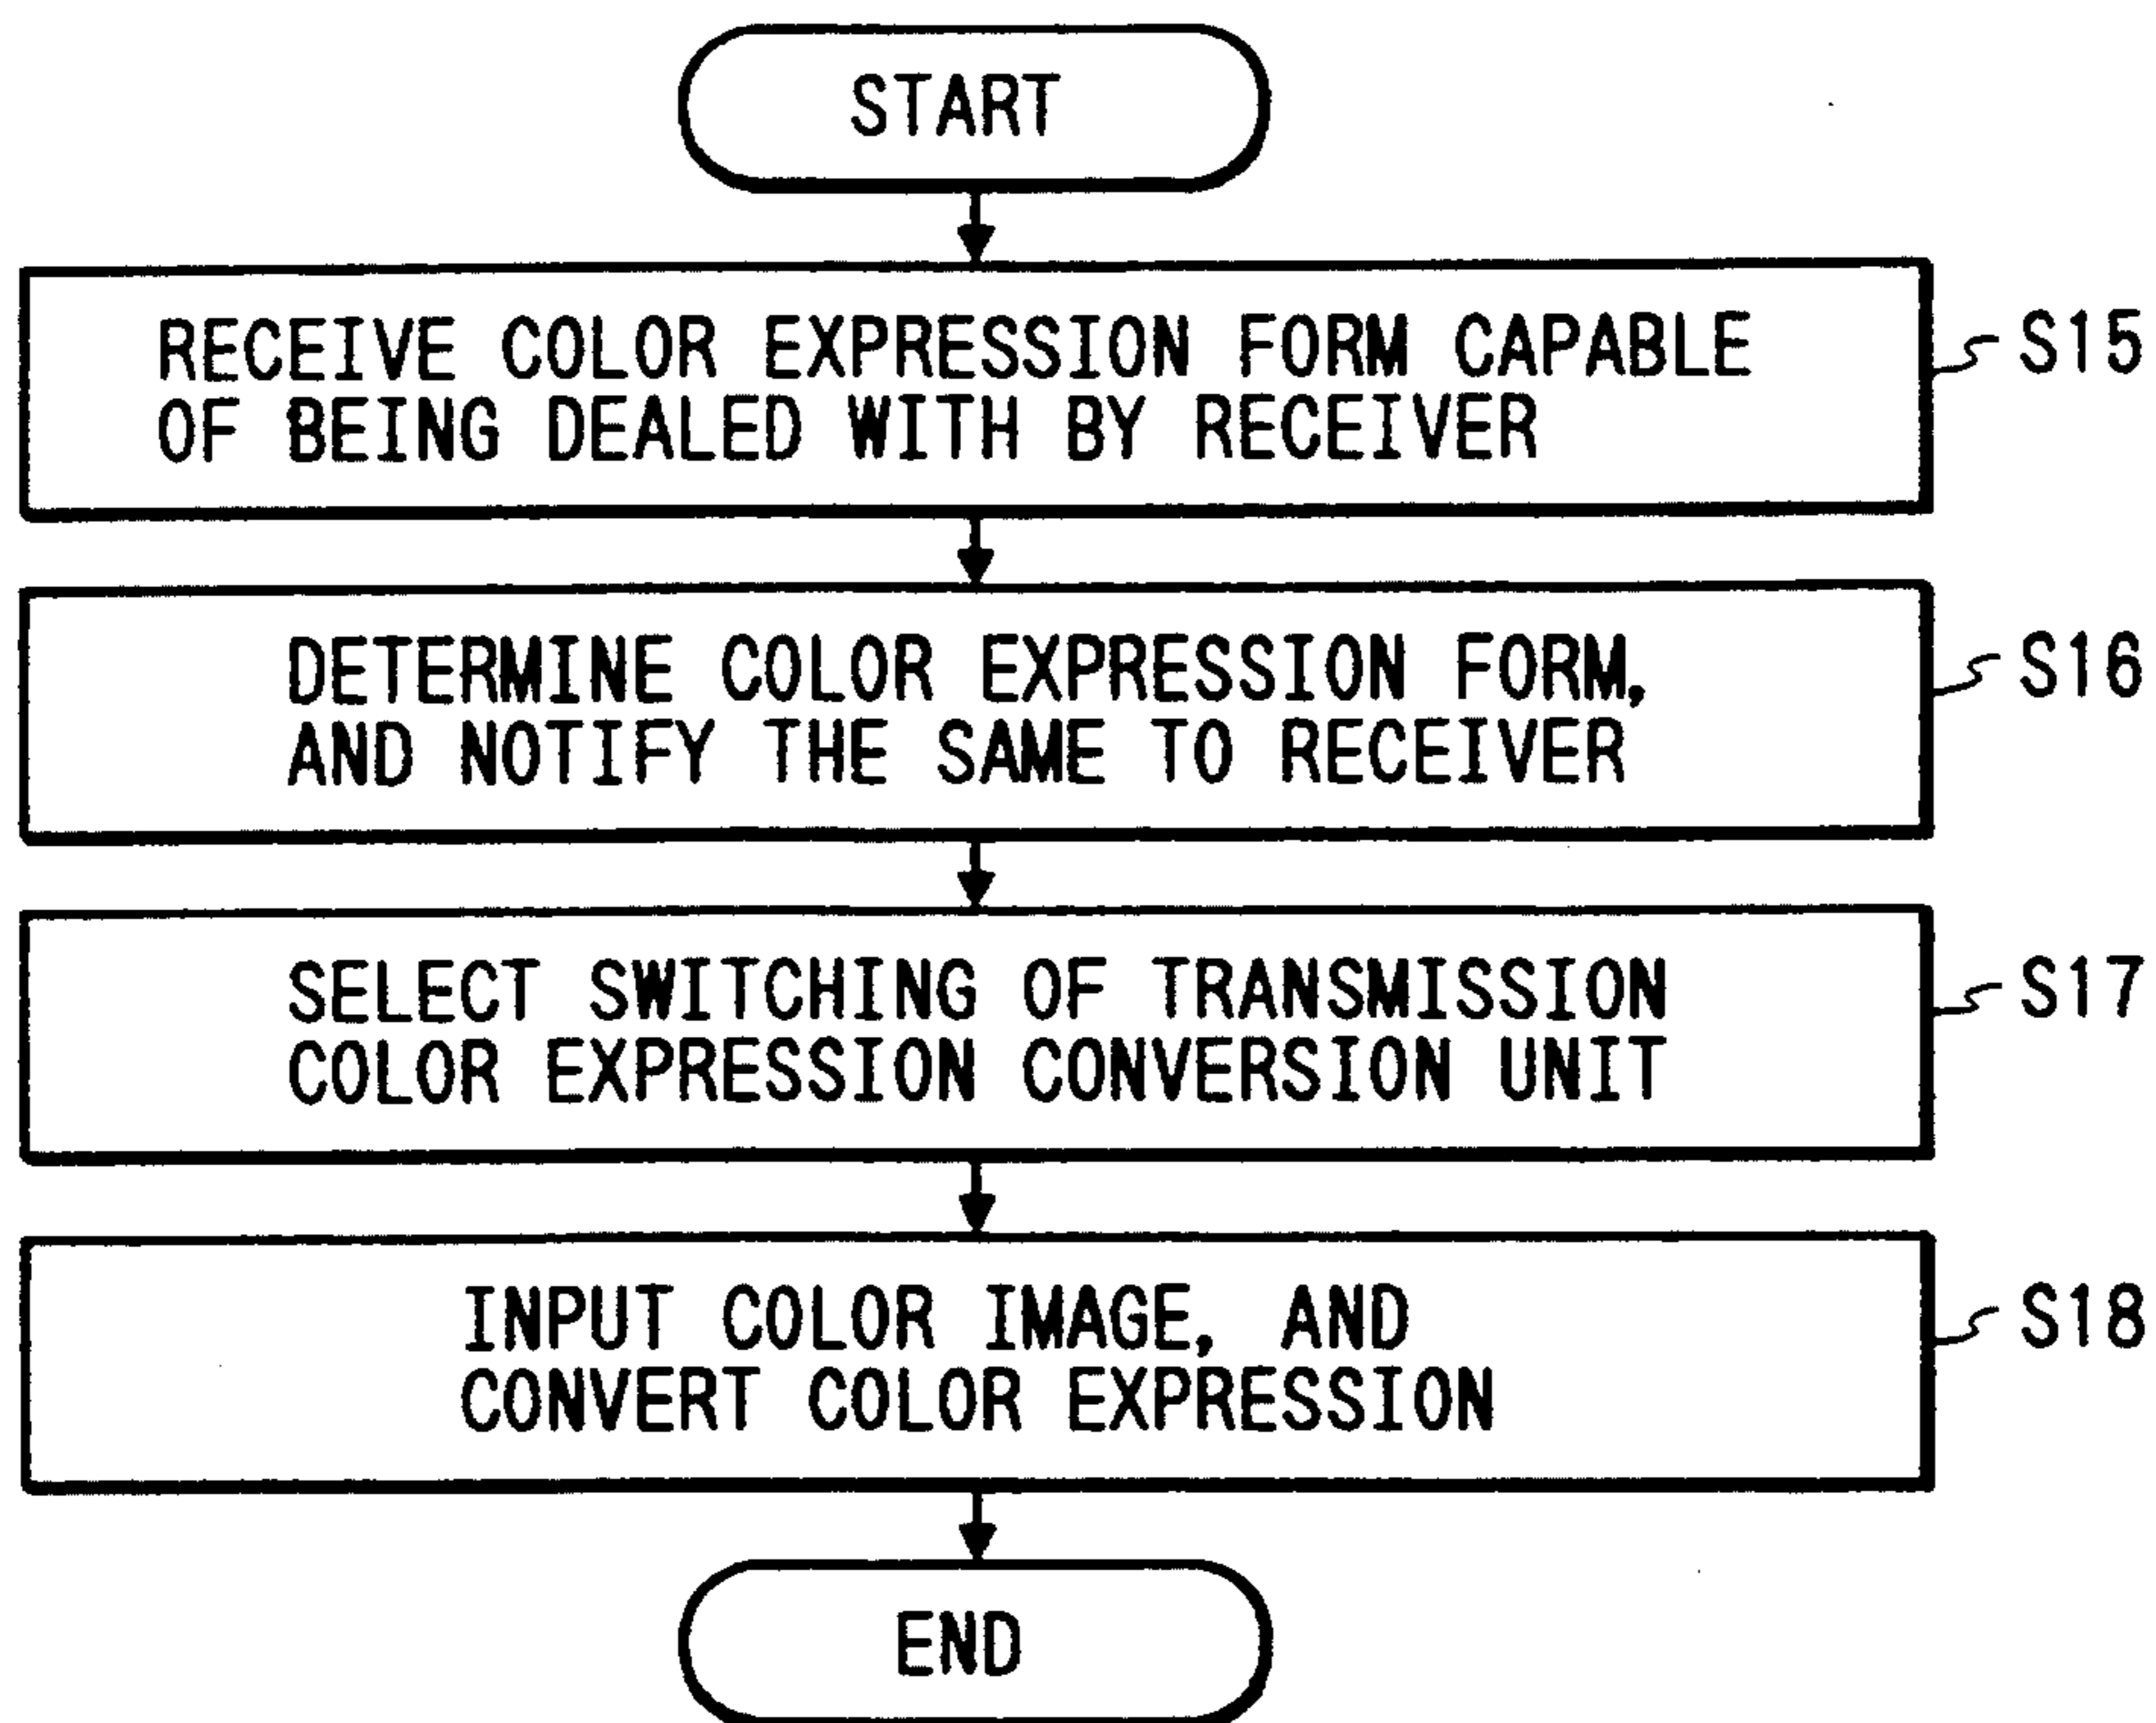 START
RECEIVE COLOR EXPRESSION FORM CAPABLE
OF BEING DEALED WITH BY RECEIVER
S15
DETERMINE COLOR EXPRESSION FORM,
AND NOTIFY THE SAME TO RECEIVER
S16
SELECT SWITCHING OF TRANSMISSION
COLOR EXPRESSION CONVERSION UNIT
S17
INPUT COLOR IMAGE, AND
CONVERT COLOR EXPRESSION
S18
END